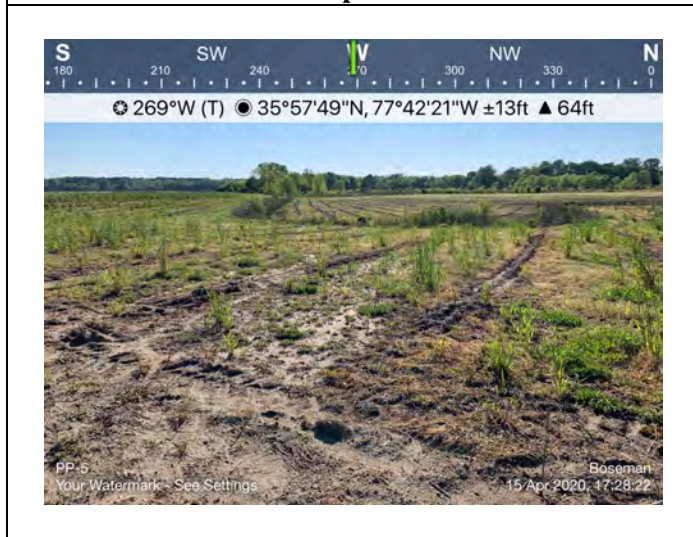 S SW W NW N
180 210 240 270 300 330 0
269°W (T) 35°57'49"N, 77°42'21"W ±13ft ▲ 64ft
PP-5
Your Watermark - See Settings
Boseman
15 Apr 2020, 17:28:22